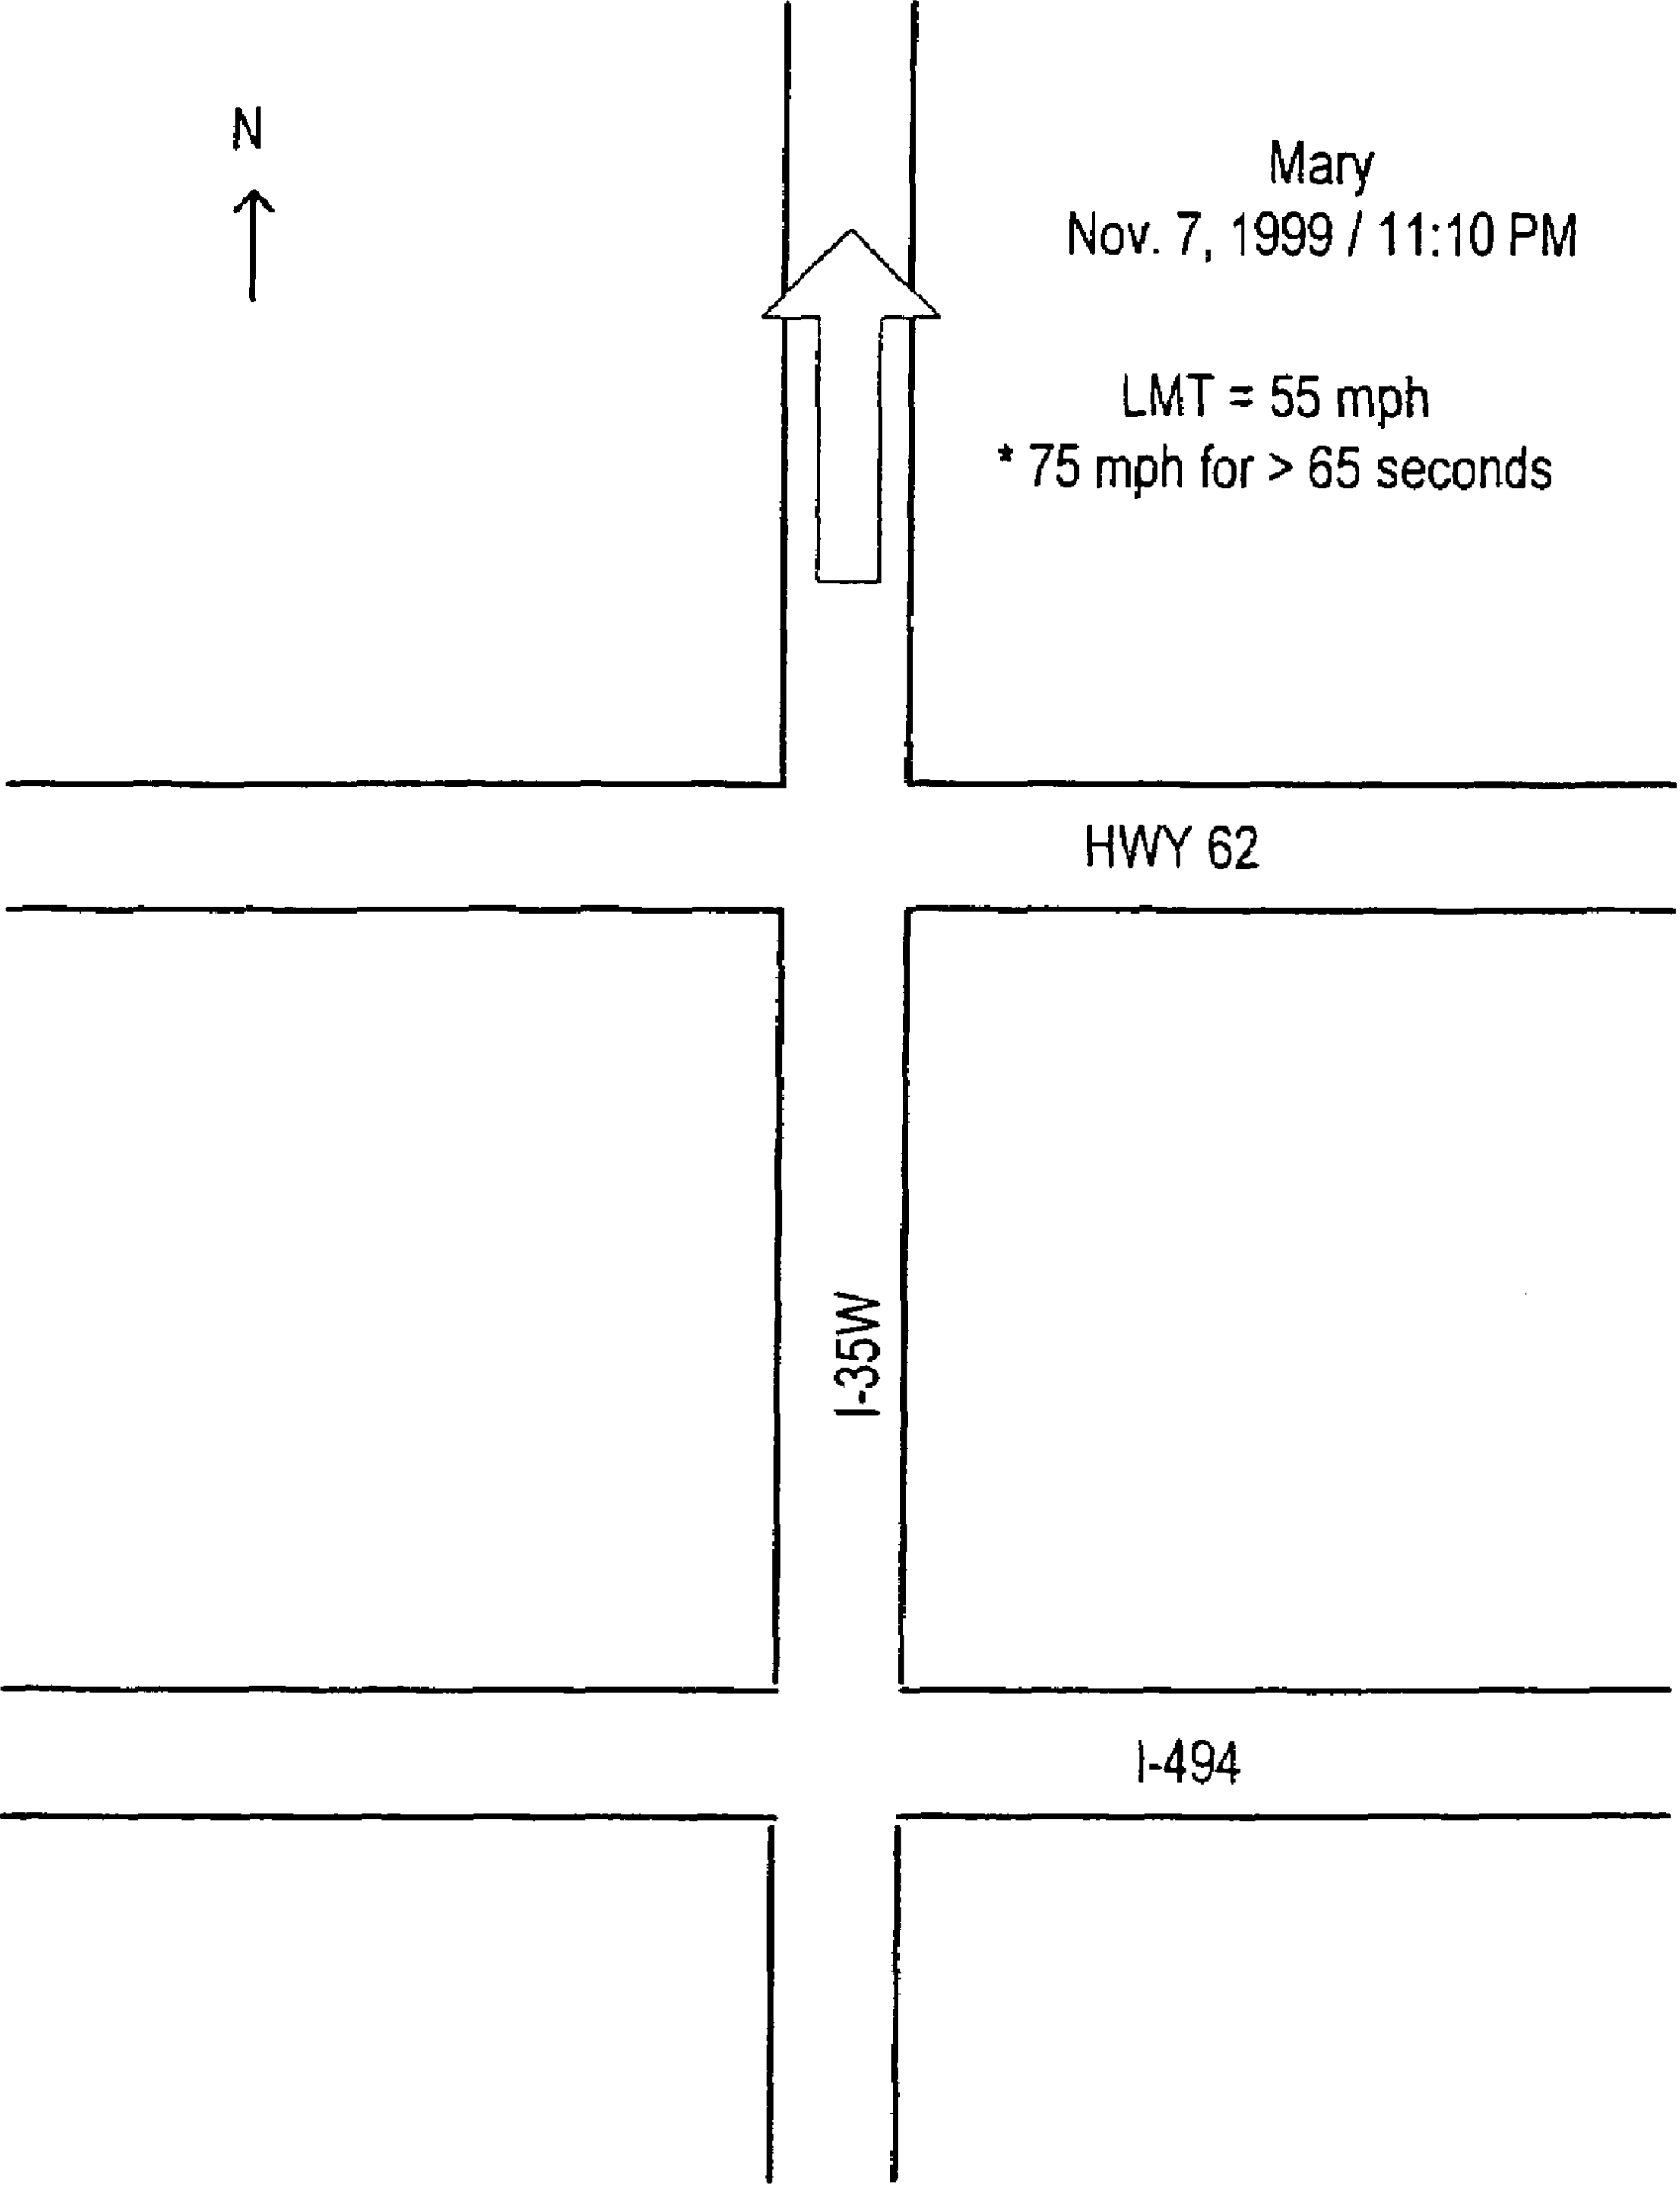 N
Mary
Nov. 7, 1999 / 11:10 PM
LMT = 55 mph
* 75 mph for > 65 seconds
HWY 62
I-35W
I-494